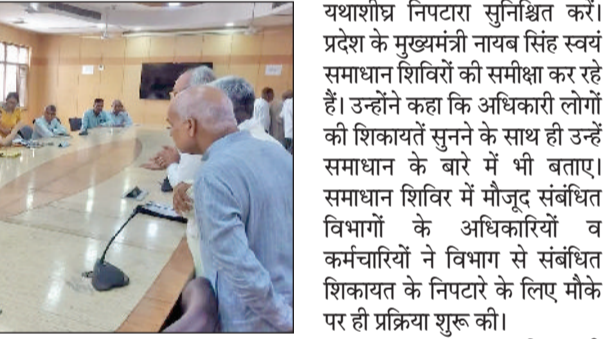 यथाशीघ्र निपटारा सुनिश्चित करें।
प्रदेश के मुख्यमंत्री नायब सिंह स्वयं
समाधान शिविरों की समीक्षा कर रहे
हैं। उन्होंने कहा कि अधिकारी लोगों
की शिकायतें सुनने के साथ ही उन्हें
समाधान के बारे में भी बताए।
समाधान शिविर में मौजूद संबंधित
विभागों के अधिकारियों व
कर्मचारियों ने विभाग से संबंधित
शिकायत के निपटारे के लिए मौके
पर ही प्रक्रिया शुरू की।